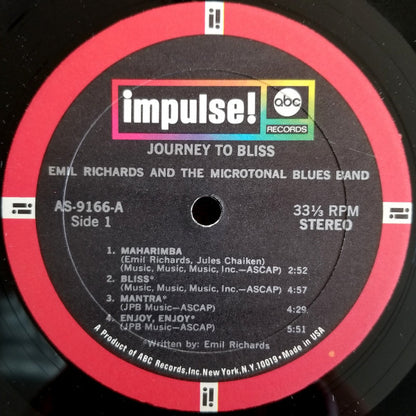 impulse! abc
RECORDS
JOURNEY TO BLISS
EMIL RICHARDS AND THE MICROTONAL BLUES BAND
AS-9166-A
Side 1
33⅓ RPM
STEREO
1. MAHARIMBA
(Emil Richards, Jules Chaiken)
(Music, Music, Music, Inc.—ASCAP) 2:52
2. BLISS*
(Music, Music, Music, Inc.—ASCAP) 4:57
3. MANTRA*
(JPB Music—ASCAP) 4:29
4. ENJOY, ENJOY*
(JPB Music—ASCAP) 5:51
*Written by: Emil Richards
A Product of ABC Records, Inc. New York, N.Y. 10019 • Made in USA
i!
i!
i!
i!